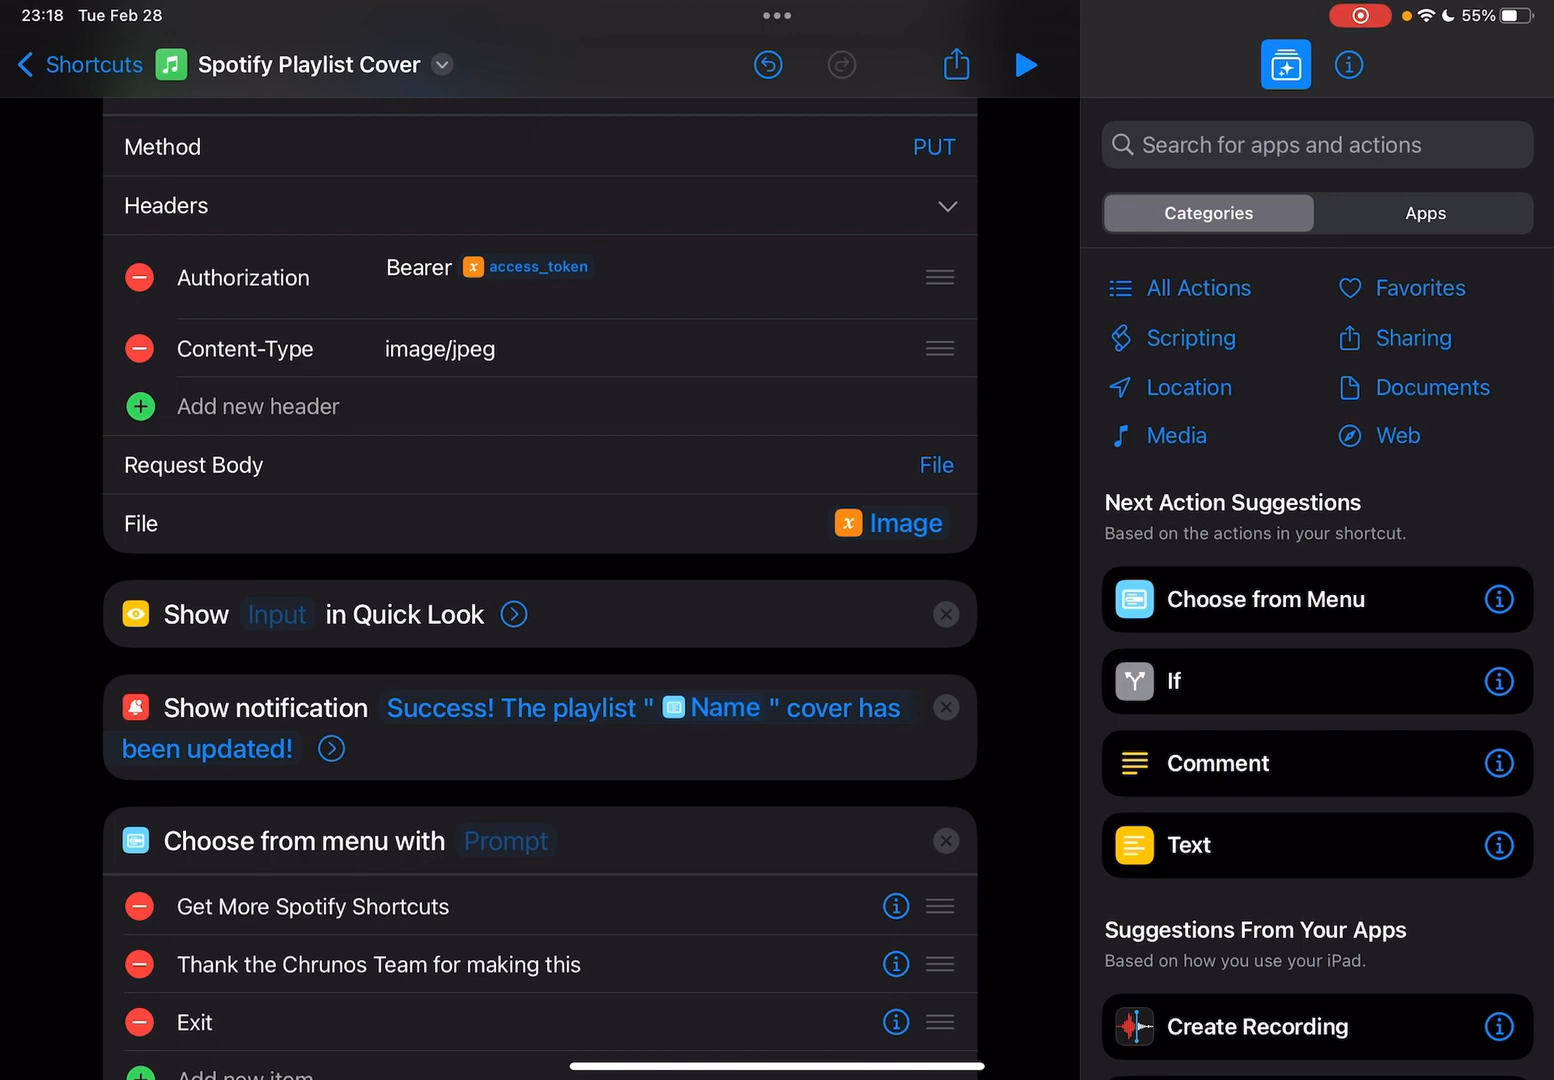 23:18 Tue Feb 28
55%
Shortcuts
Spotify Playlist Cover
Method
PUT
Headers
Authorization
Bearer x access_token
Content-Type
image/jpeg
Add new header
Request Body
File
File
x Image
Show Input in Quick Look
Show notification Success! The playlist " Name " cover has
been updated!
Choose from menu with Prompt
Get More Spotify Shortcuts
Thank the Chrunos Team for making this
Exit
Add new item
Search for apps and actions
Categories
Apps
All Actions
Favorites
Scripting
Sharing
Location
Documents
Media
Web
Next Action Suggestions
Based on the actions in your shortcut.
Choose from Menu
If
Comment
Text
Suggestions From Your Apps
Based on how you use your iPad.
Create Recording